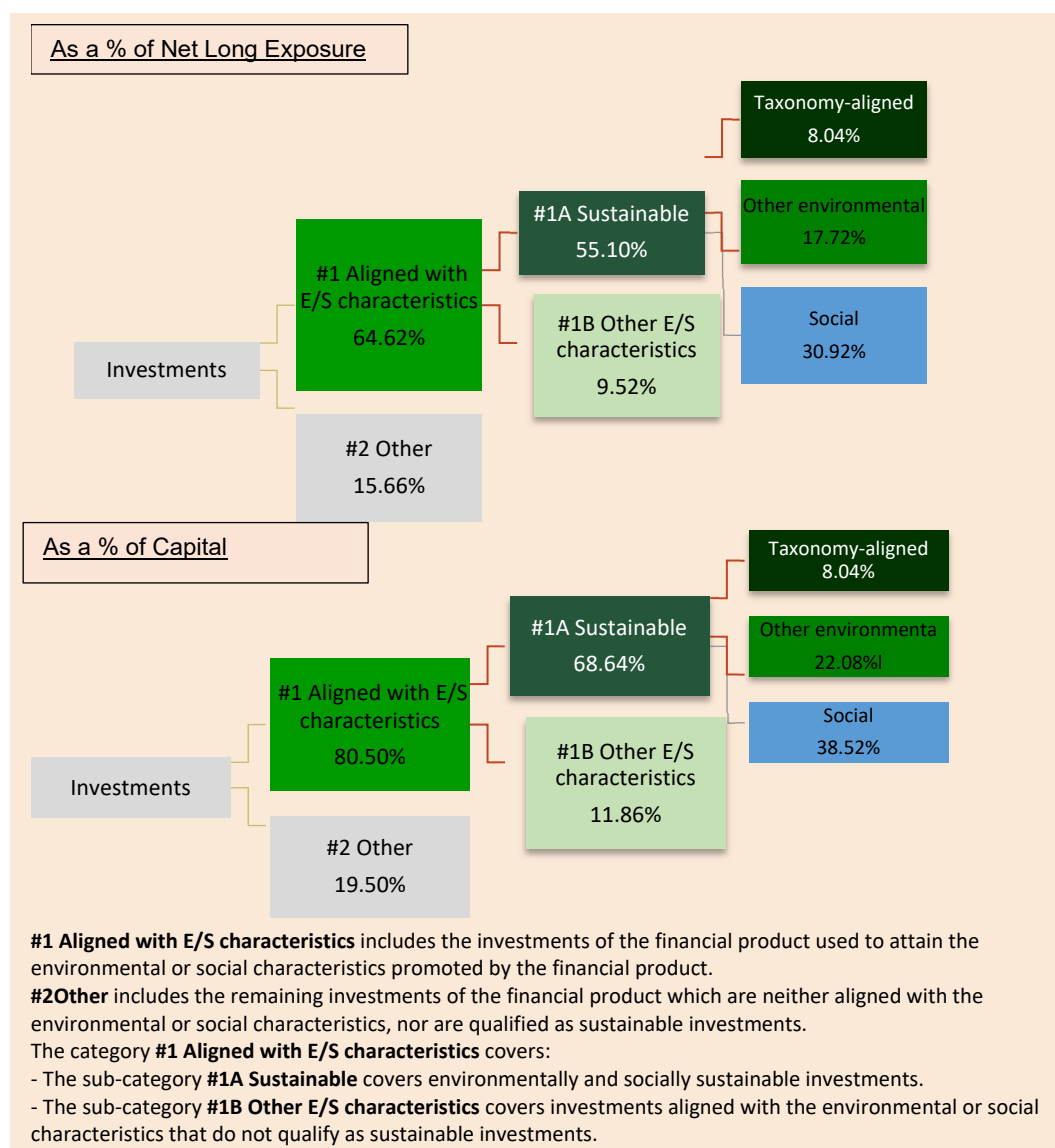 As a % of Net Long Exposure
Taxonomy-aligned
8.04%
#1A Sustainable
55.10%
Other environmental
17.72%
#1 Aligned with
E/S characteristics
64.62%
#1B Other E/S
characteristics
9.52%
Social
30.92%
Investments
#2 Other
15.66%
As a % of Capital
Taxonomy-aligned
8.04%
#1A Sustainable
68.64%
Other environmenta
22.08%l
#1 Aligned with E/S
characteristics
80.50%
Social
38.52%
#1B Other E/S
characteristics
11.86%
Investments
#2 Other
19.50%
#1 Aligned with E/S characteristics includes the investments of the financial product used to attain the
environmental or social characteristics promoted by the financial product.
#2Other includes the remaining investments of the financial product which are neither aligned with the
environmental or social characteristics, nor are qualified as sustainable investments.
The category #1 Aligned with E/S characteristics covers:
- The sub-category #1A Sustainable covers environmentally and socially sustainable investments.
- The sub-category #1B Other E/S characteristics covers investments aligned with the environmental or social
characteristics that do not qualify as sustainable investments.